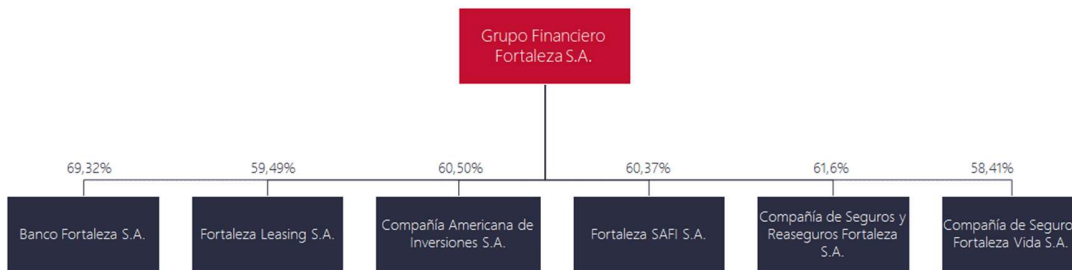 Grupo Financiero
Fortaleza S.A.
69,32%
59,49%
60,50%
60,37%
61,6%
58,41%
Banco Fortaleza S.A.
Fortaleza Leasing S.A.
Compañía Americana de
Inversiones S.A.
Fortaleza SAFI S.A.
Compañía de Seguros y
Reaseguros Fortaleza
S.A.
Compañía de Seguro
Fortaleza Vida S.A.